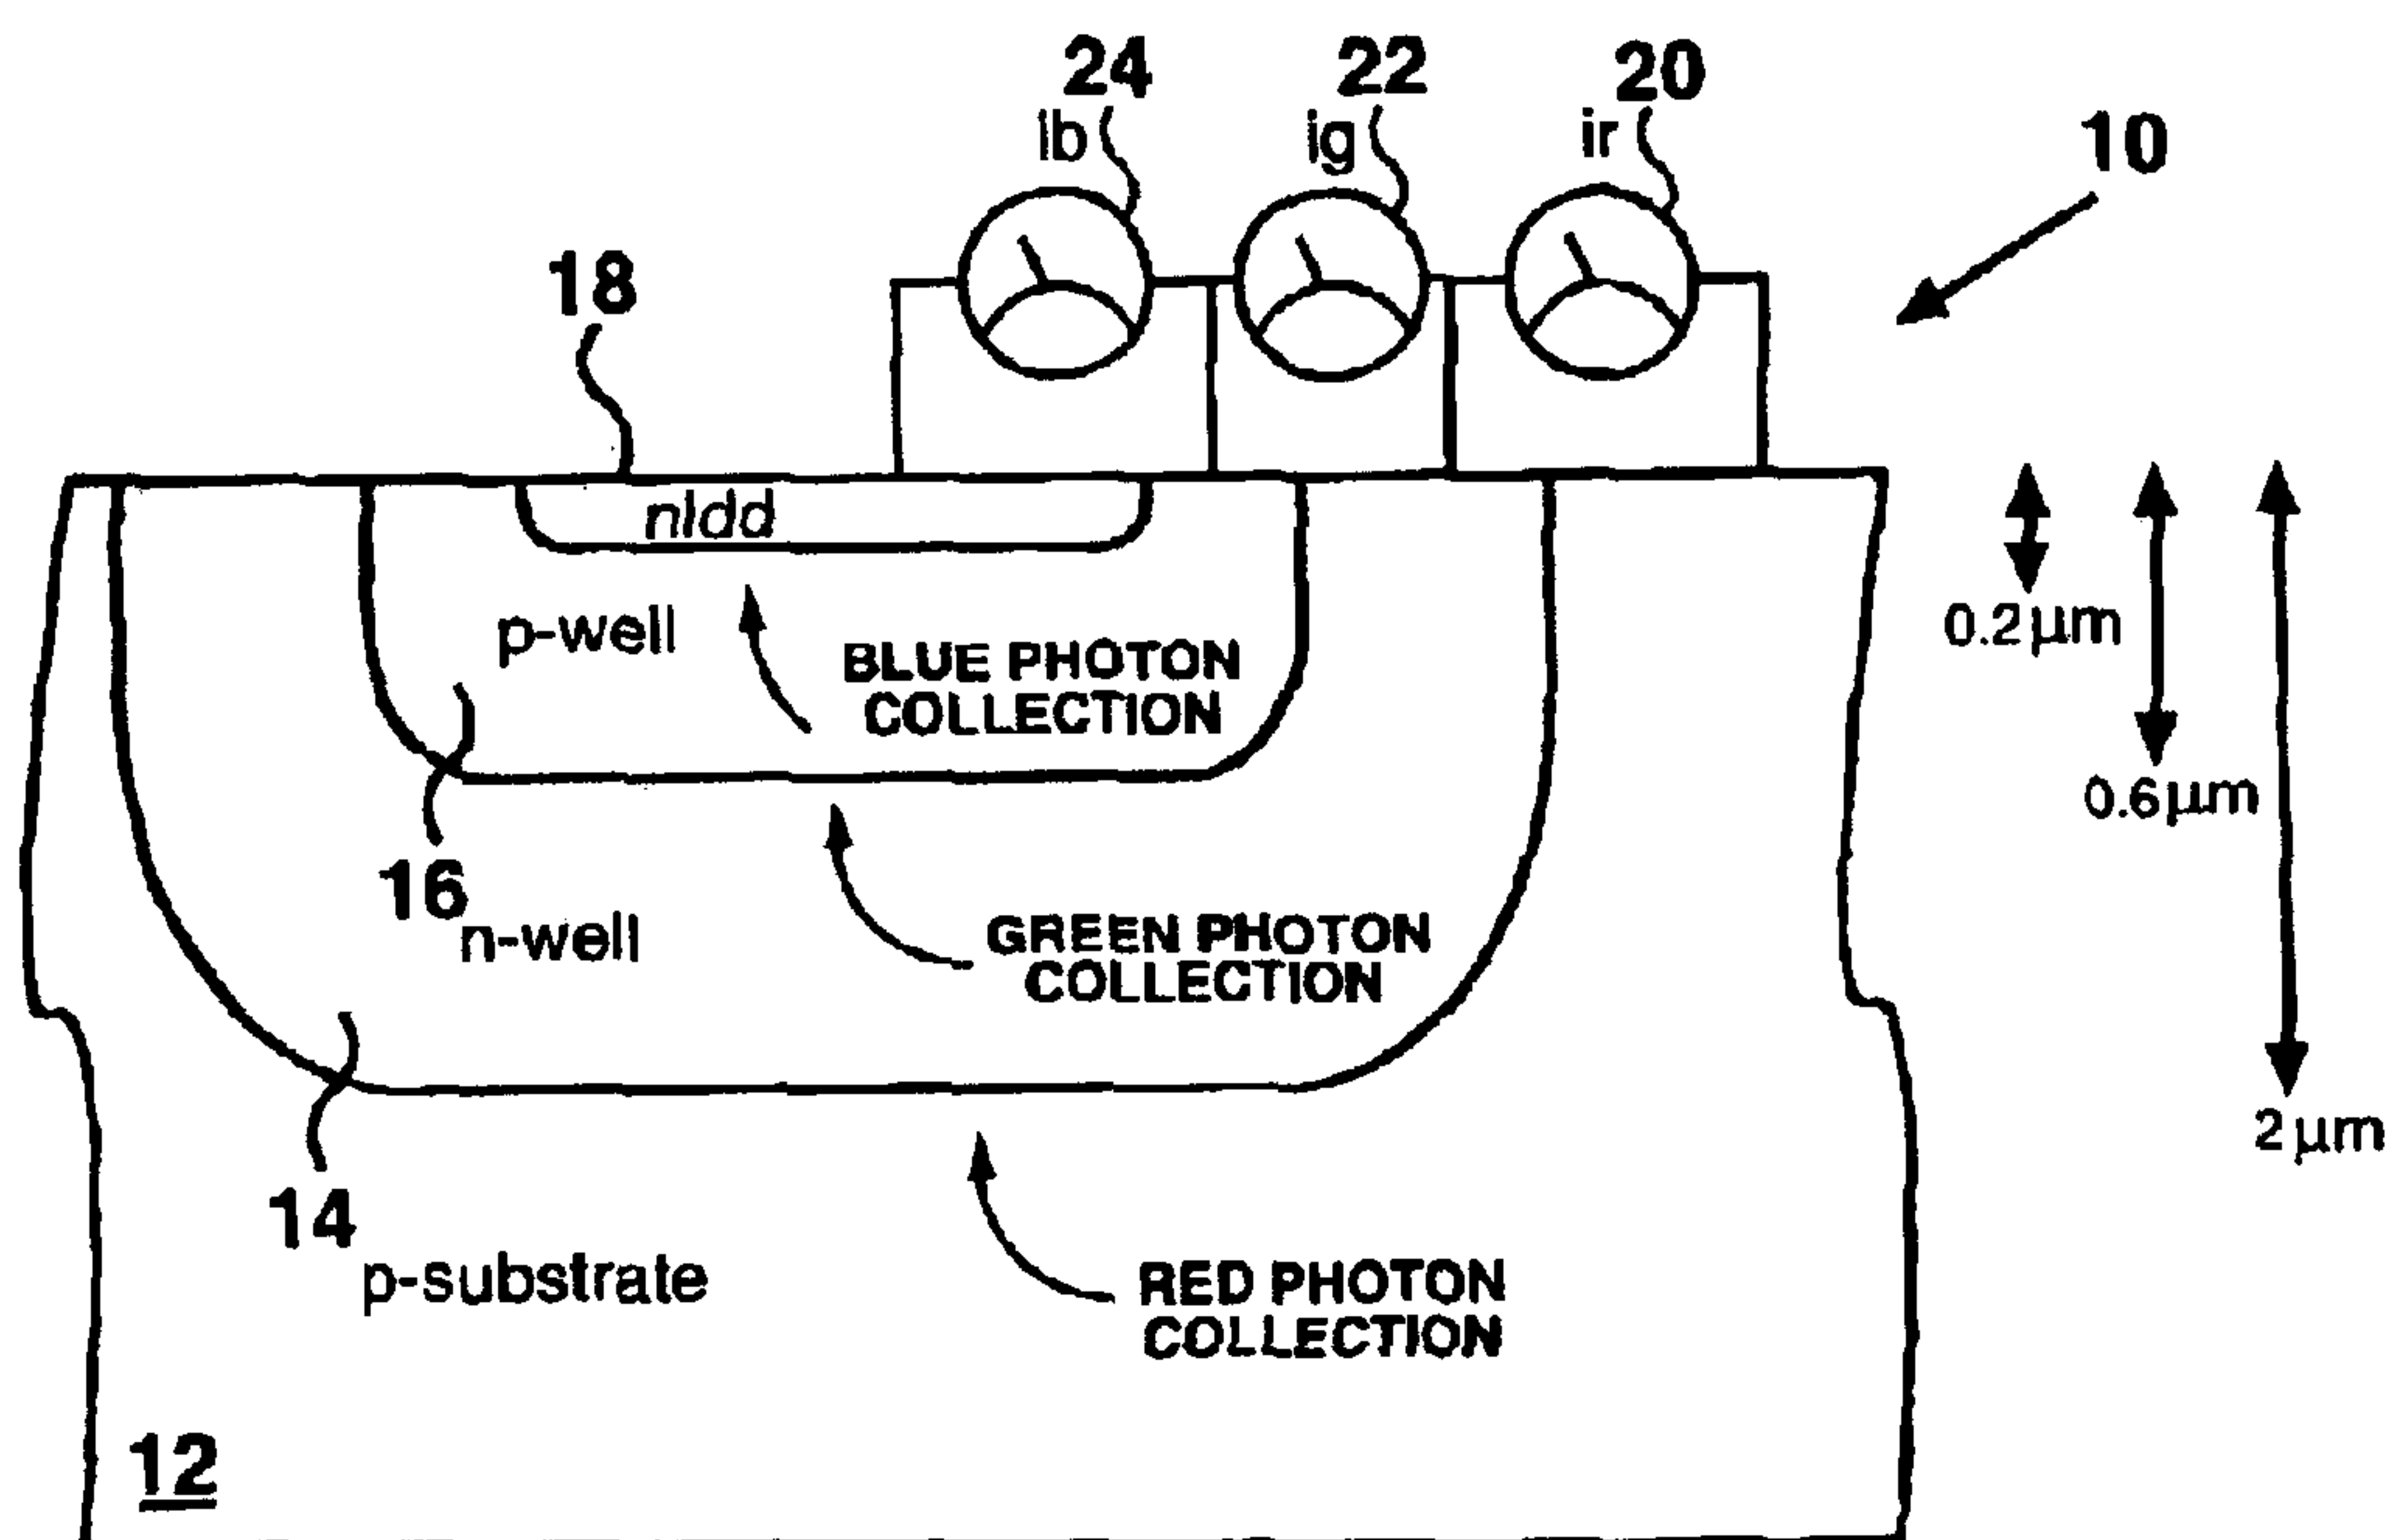 24
22
20
Ib
ig
ir
10
18
nldd
p-well
BLUE PHOTON
COLLECTION
0.2 µm
0.6 µm
16
n-well
GREEN PHOTON
COLLECTION
2 µm
14
p-substrate
RED PHOTON
COLLECTION
12